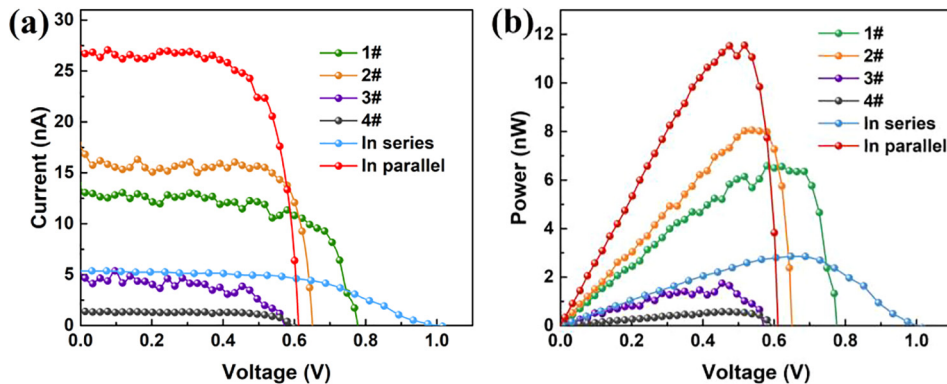 (a)
Current (nA)
30
25
20
15
10
5
0
1#
2#
3#
4#
In series
In parallel
0.0 0.2 0.4 0.6 0.8 1.0
Voltage (V)
(b)
Power (nW)
12
10
8
6
4
2
0
1#
2#
3#
4#
In series
In parallel
0.0 0.2 0.4 0.6 0.8 1.0
Voltage (V)